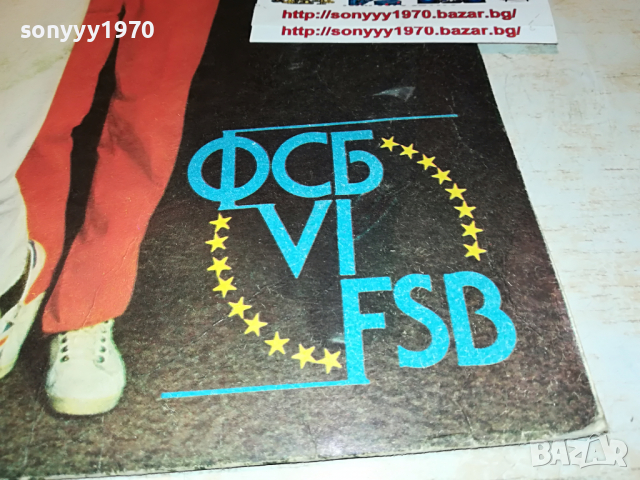 sonyyy1970
http://sonyyy1970.bazar.bg/
http://sonyyy1970.bazar.bg/
ФСБ
VI
FSB
BAZAR